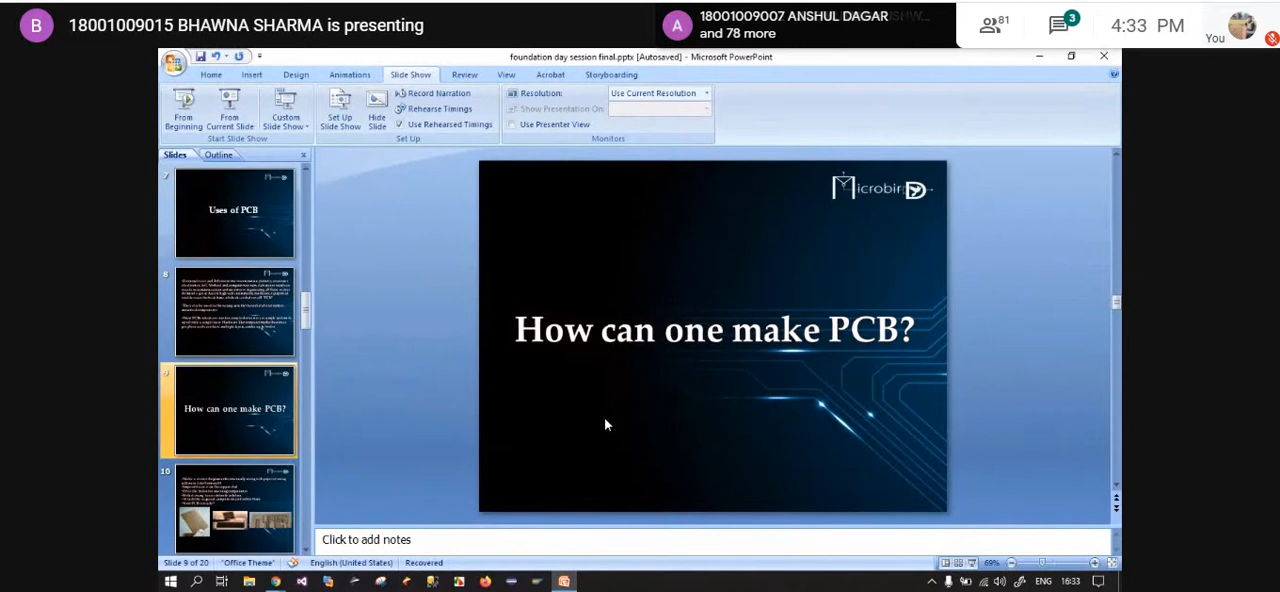 B 18001009015 BHAWNA SHARMA is presenting
A 18001009007 ANSHUL DAGAR
and 78 more
81
3
4:33 PM
You
foundation day session final.pptx [Autosaved] - Microsoft PowerPoint
Home Insert Design Animations Slide Show Review View Acrobat Storyboarding
From Beginning
From Current Slide
Custom Slide Show
Start Slide Show
Set Up Slide Show
Hide Slide
Record Narration
Rehearse Timings
Use Rehearsed Timings
Set Up
Resolution: Use Current Resolution
Show Presentation On:
Use Presenter View
Monitors
Slides Outline
7
Uses of PCB
8
9
How can one make PCB?
10
Microbird
How can one make PCB?
Click to add notes
Slide 9 of 20 "Office Theme" English (United States) Recovered 69%
ENG 16:33